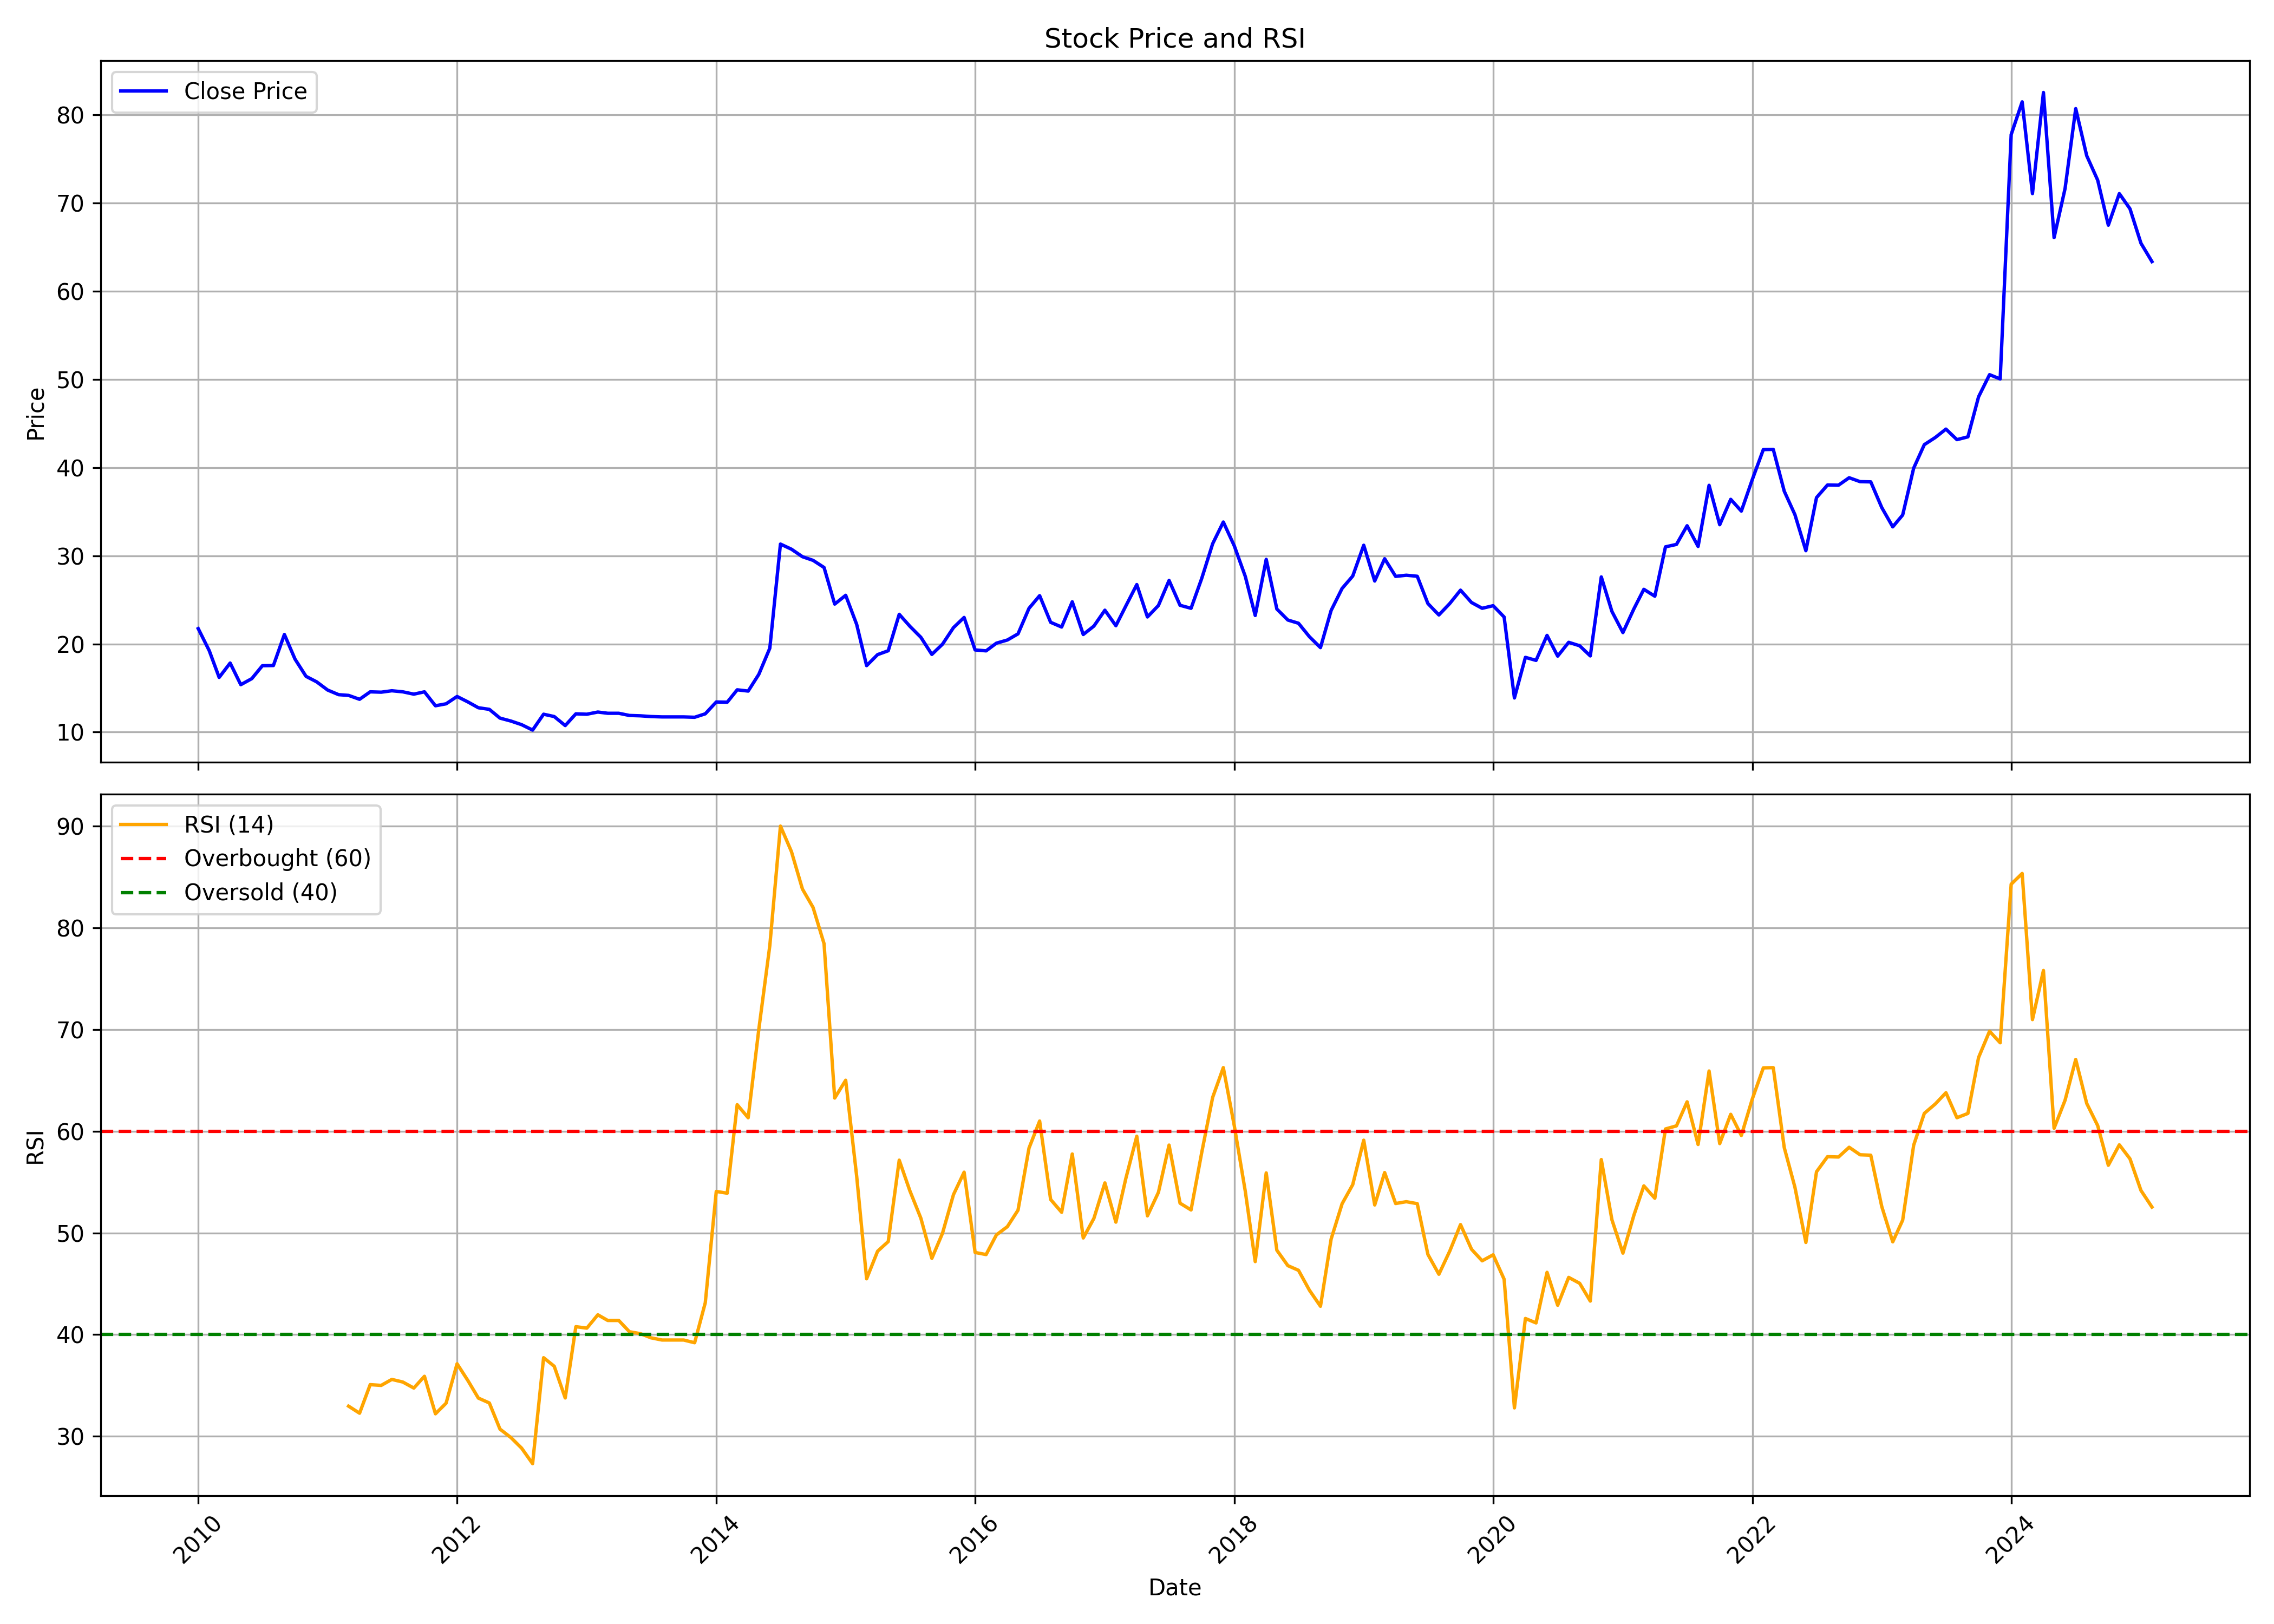 Stock Price and RSI
Close Price
80
70
60
50
40
30
20
10
Price
RSI (14)
Overbought (60)
Oversold (40)
90
80
70
60
50
40
30
RSI
2010
2012
2014
2016
2018
2020
2022
2024
Date